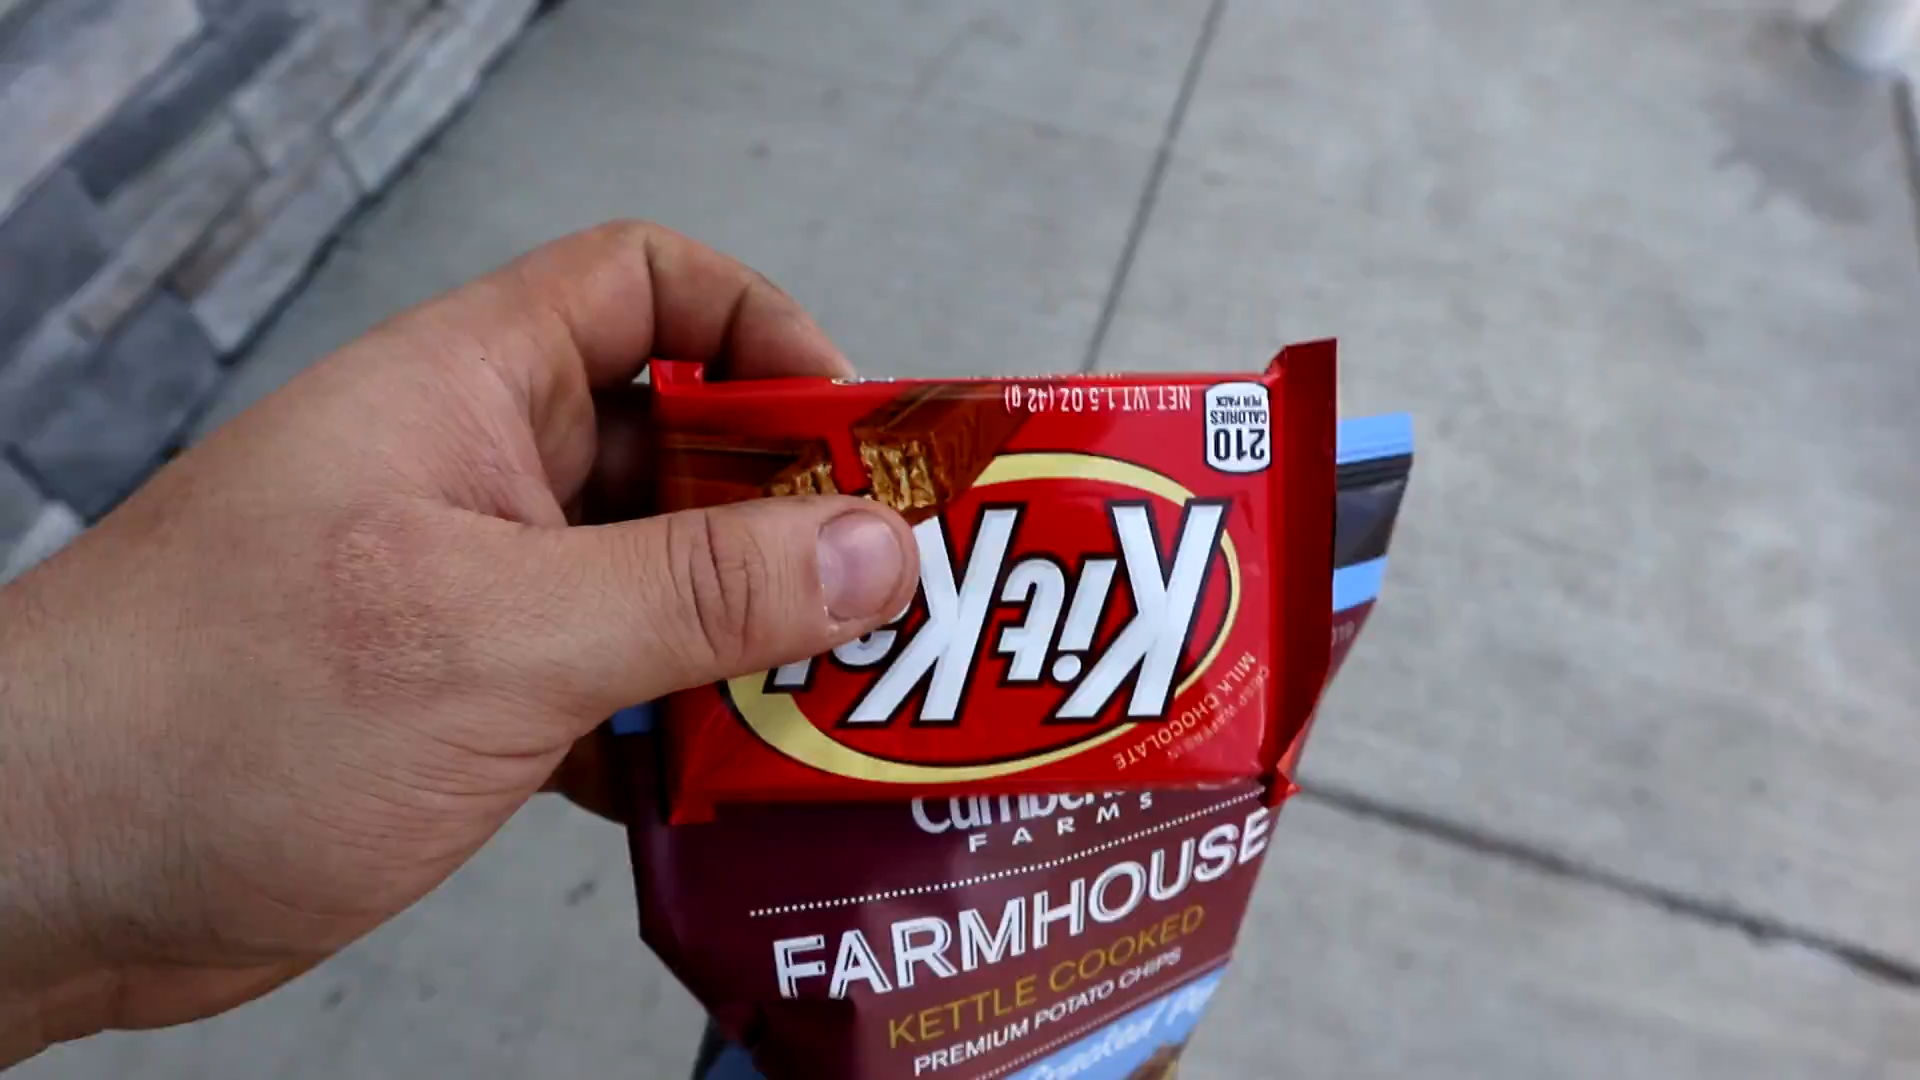 NET WT 1.5 OZ (42 g)
210
CALORIES
PER PACK
Kit
CRISP WAFERS IN
MILK CHOCOLATE
FARMS
FARMHOUSE
KETTLE COOKED
PREMIUM POTATO CHIPS